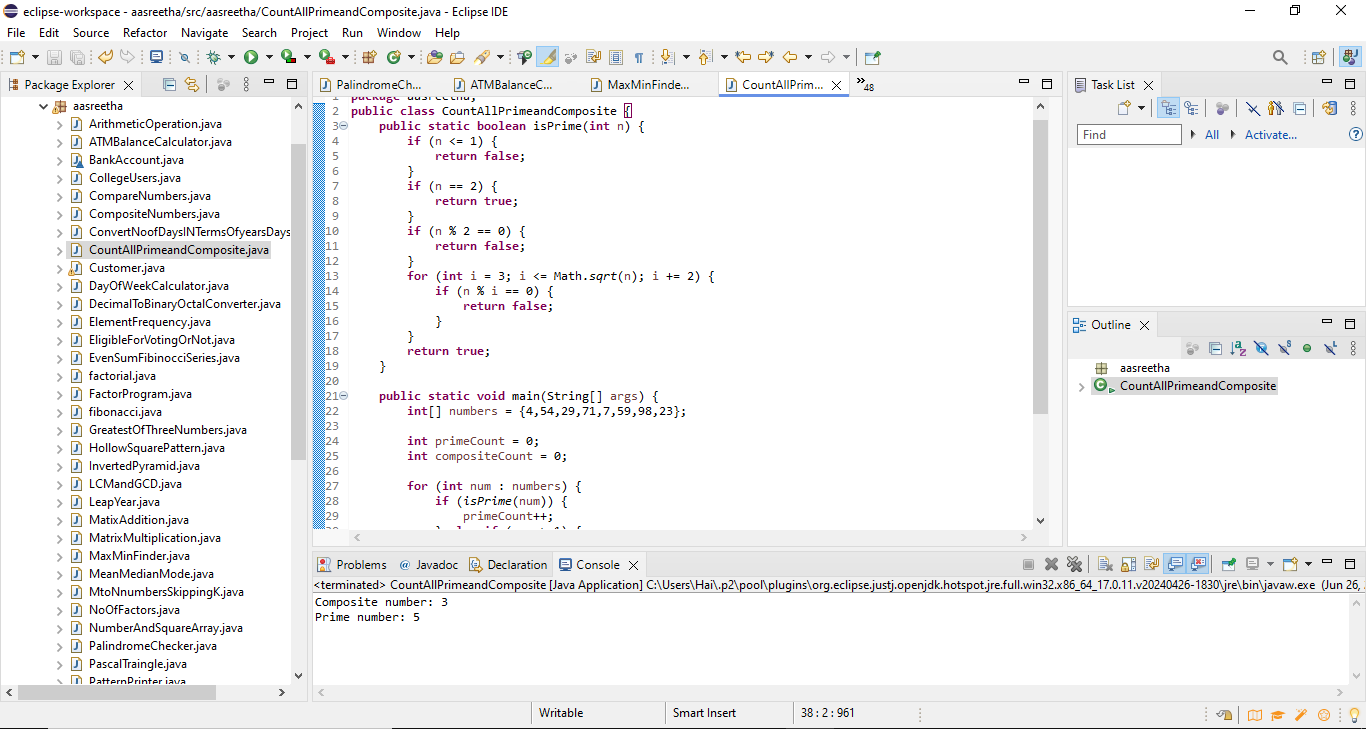 eclipse-workspace - aasreetha/src/aasreetha/CountAllPrimeandComposite.java - Eclipse IDE
File Edit Source Refactor Navigate Search Project Run Window Help
Package Explorer
aasreetha
ArithmeticOperation.java
ATMBalanceCalculator.java
BankAccount.java
CollegeUsers.java
CompareNumbers.java
CompositeNumbers.java
ConvertNoofDaysINTermsOfyearsDays
CountAllPrimeandComposite.java
Customer.java
DayOfWeekCalculator.java
DecimalToBinaryOctalConverter.java
ElementFrequency.java
EligibleForVotingOrNot.java
EvenSumFibinocciSeries.java
factorial.java
FactorProgram.java
fibonacci.java
GreatestOfThreeNumbers.java
HollowSquarePattern.java
InvertedPyramid.java
LCMandGCD.java
LeapYear.java
MatixAddition.java
MatrixMultiplication.java
MaxMinFinder.java
MeanMedianMode.java
MtoNnumbersSkippingK.java
NoOfFactors.java
NumberAndSquareArray.java
PalindromeChecker.java
PascalTraingle.java
PatternPrinter.java
PalindromeCh... ATMBalanceC... MaxMinFinde... CountAllPrim... »48
1 package aasreetha;
2 public class CountAllPrimeandComposite {
3 public static boolean isPrime(int n) {
4 if (n <= 1) {
5 return false;
6 }
7 if (n == 2) {
8 return true;
9 }
10 if (n % 2 == 0) {
11 return false;
12 }
13 for (int i = 3; i <= Math.sqrt(n); i += 2) {
14 if (n % i == 0) {
15 return false;
16 }
17 }
18 return true;
19 }
20
21 public static void main(String[] args) {
22 int[] numbers = {4,54,29,71,7,59,98,23};
23
24 int primeCount = 0;
25 int compositeCount = 0;
26
27 for (int num : numbers) {
28 if (isPrime(num)) {
29 primeCount++;
Task List
Find All Activate...
Outline
aasreetha
CountAllPrimeandComposite
Problems Javadoc Declaration Console
<terminated> CountAllPrimeandComposite [Java Application] C:\Users\Hai\.p2\pool\plugins\org.eclipse.justj.openjdk.hotspot.jre.full.win32.x86_64_17.0.11.v20240426-1830\jre\bin\javaw.exe (Jun 26,
Composite number: 3
Prime number: 5
Writable Smart Insert 38 : 2 : 961